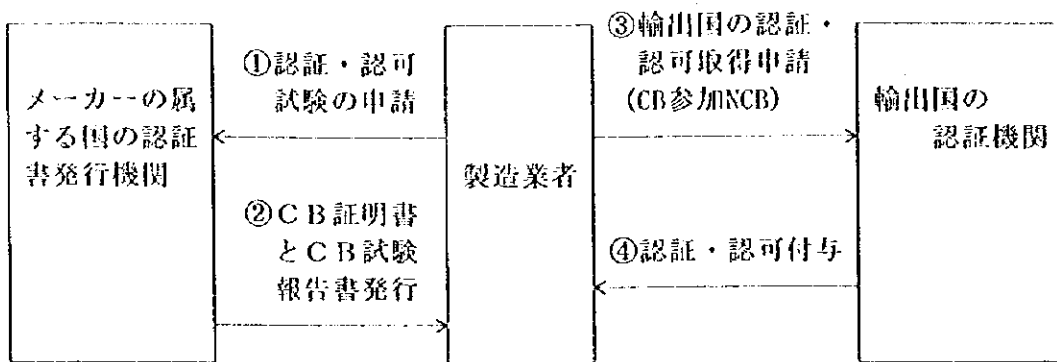 メーカーの属
する国の認証
書発行機関
①認証・認可
試験の申請
②ＣＢ証明書
とＣＢ試験
報告書発行
製造業者
③輸出国の認証・
認可取得申請
(CB参加NCB)
④認証・認可付与
輸出国の
認証機関